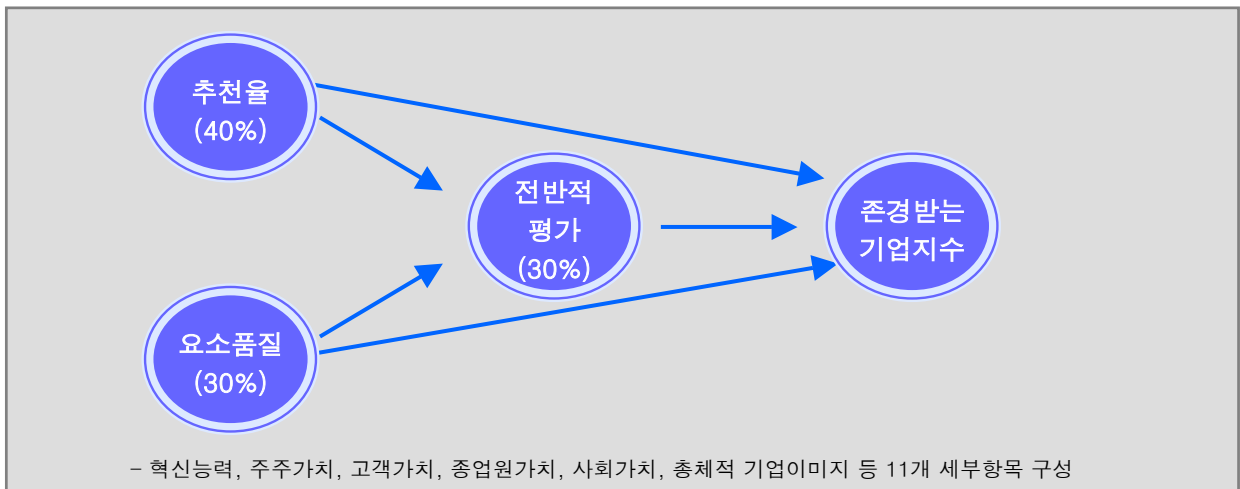 추천율
(40%)
전반적
평가
(30%)
존경받는
기업지수
요소품질
(30%)
– 혁신능력, 주주가치, 고객가치, 종업원가치, 사회가치, 총체적 기업이미지 등 11개 세부항목 구성